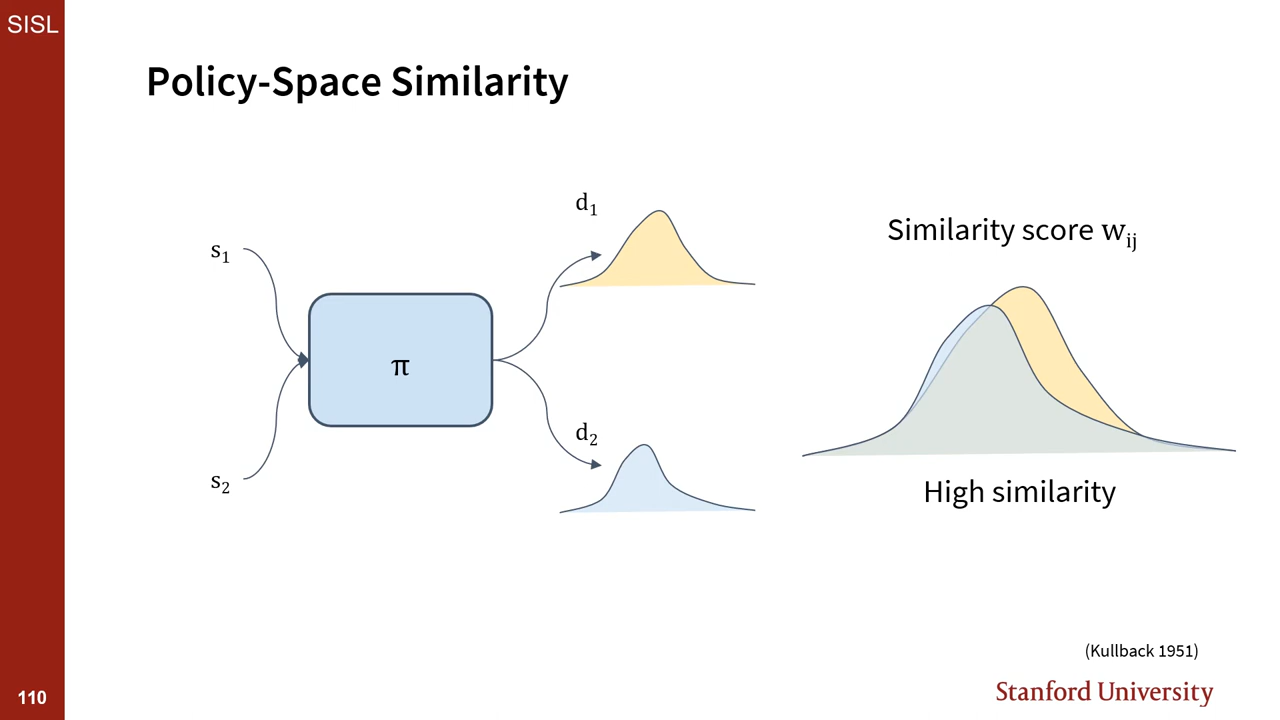 SISL
Policy-Space Similarity
d₁
s₁
Similarity score wᵢⱼ
π
d₂
s₂
High similarity
(Kullback 1951)
Stanford University
110